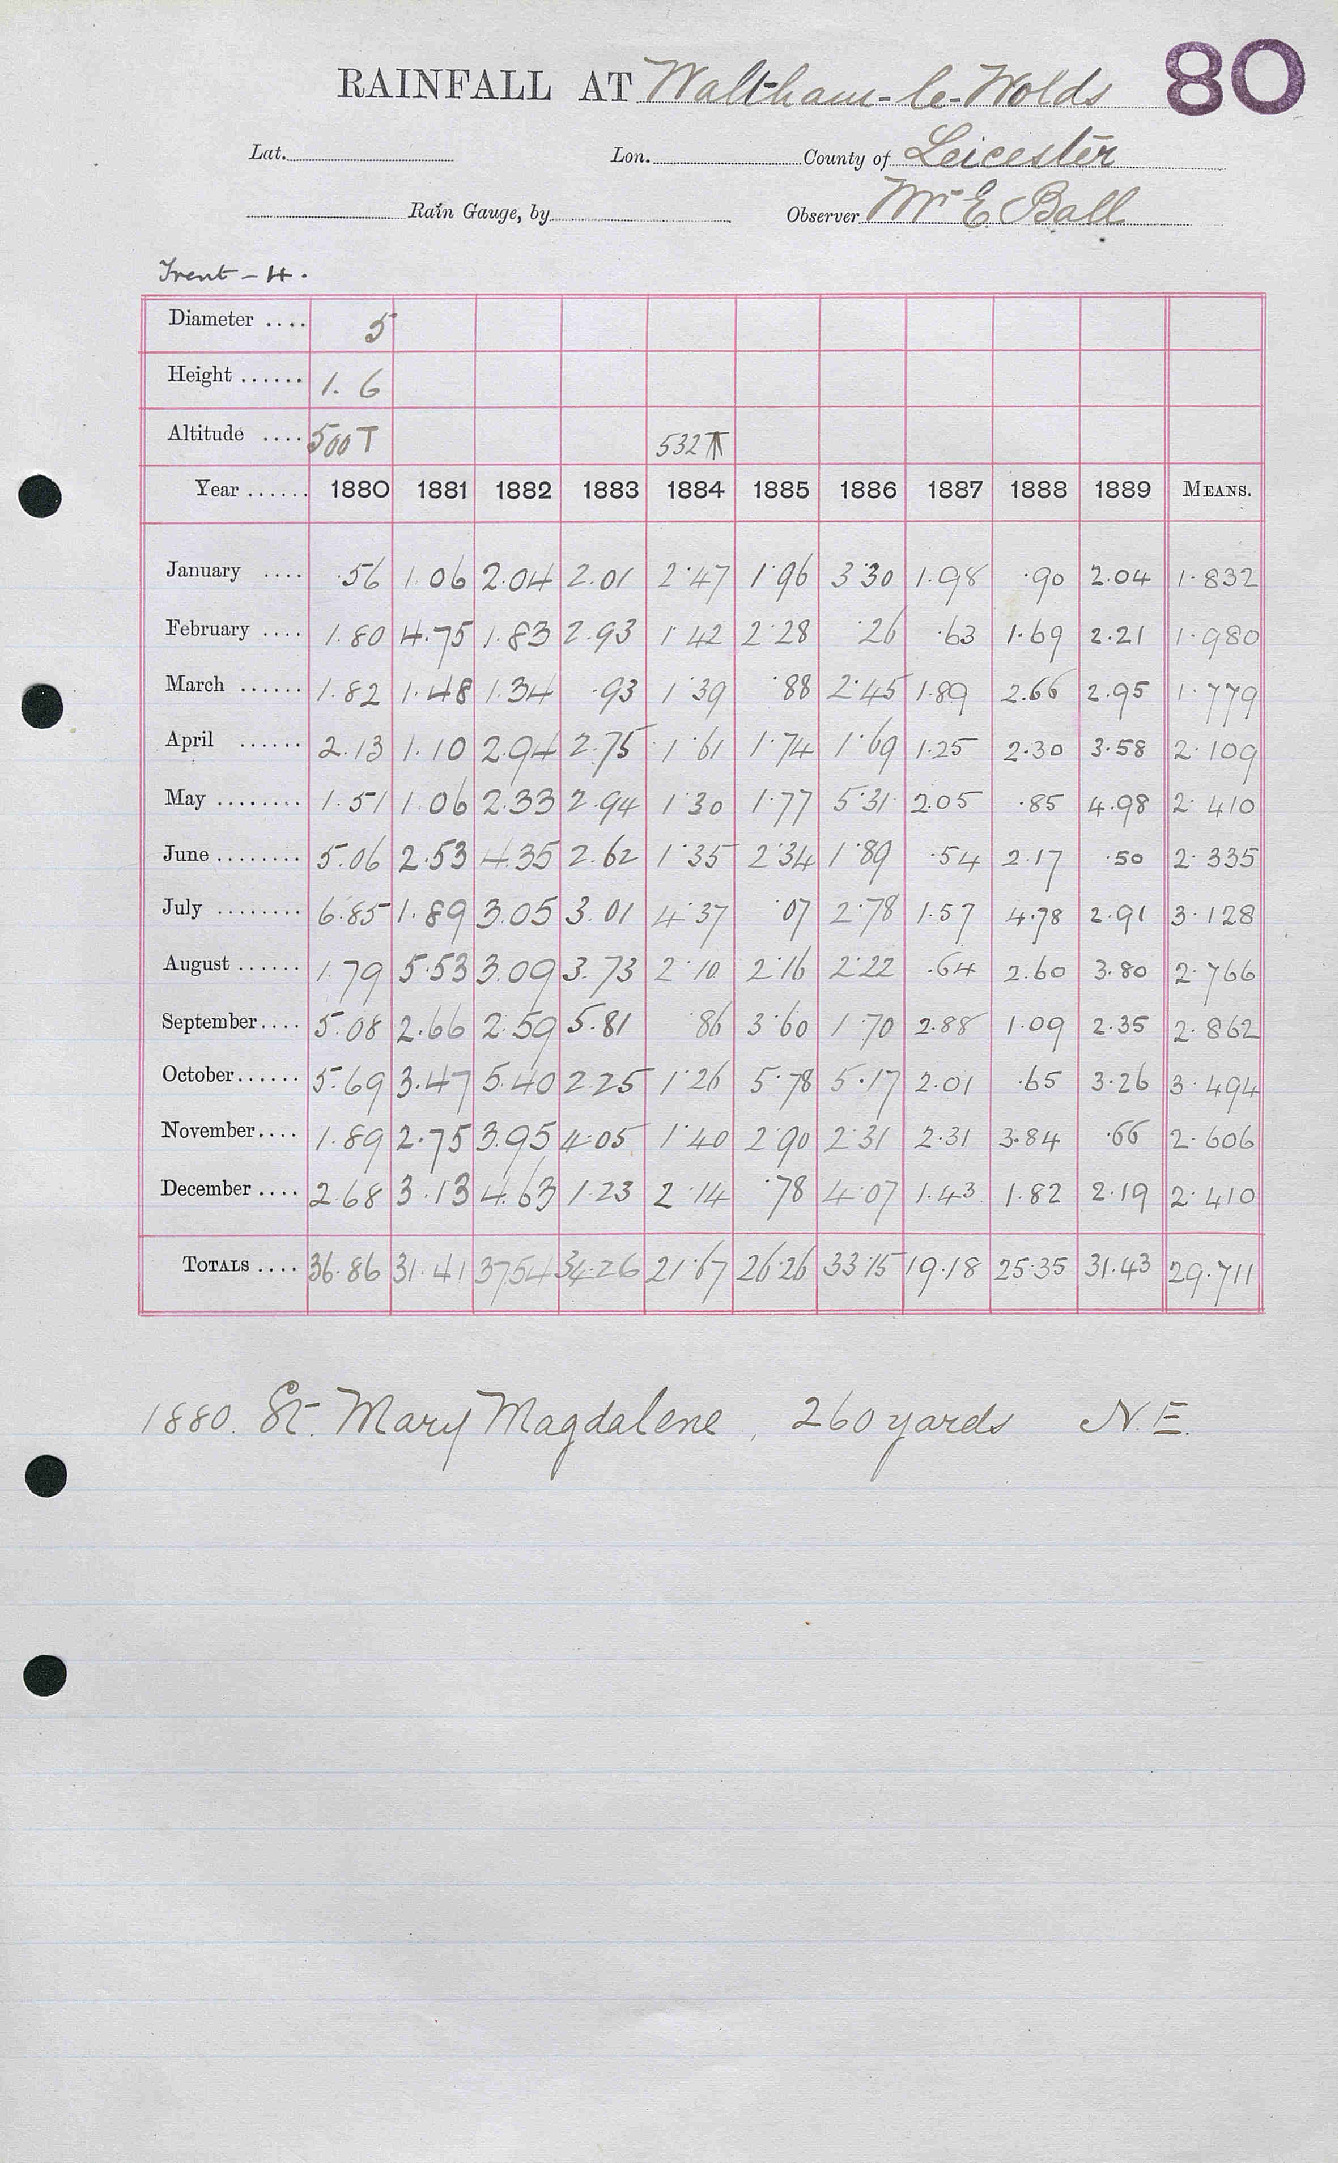 RAINFALL AT Waltham-le-Wolds 80
Lat. Lon. County of Leicester
Rain Gauge, by Observer Mr E Ball
Trent - 4.
Diameter .... 5
Height ...... 1. 6
Altitude .... 500 T 532 T
Year ...... 1880 1881 1882 1883 1884 1885 1886 1887 1888 1889 MEANS.
January .... .56 1.06 2.04 2.01 2.47 1.96 3.30 1.98 .90 2.04 1.832
February .... 1.80 4.75 1.83 2.93 1.42 2.28 .26 .63 1.69 2.21 1.980
March ...... 1.82 1.48 1.34 .93 1.39 .88 2.45 1.89 2.66 2.95 1.779
April ...... 2.13 1.10 2.94 2.75 1.61 1.74 1.69 1.25 2.30 3.58 2.109
May ........ 1.51 1.06 2.33 2.94 1.30 1.77 5.31 2.05 .85 4.98 2.410
June ........ 5.06 2.53 4.35 2.62 1.35 2.34 1.89 .54 2.17 .50 2.335
July ........ 6.85 1.89 3.05 3.01 4.37 .07 2.78 1.57 4.78 2.91 3.128
August ...... 1.79 5.53 3.09 3.73 2.10 2.16 2.22 .64 2.60 3.80 2.766
September .... 5.08 2.66 2.59 5.81 86 3.60 1.70 2.88 1.09 2.35 2.862
October ...... 5.69 3.47 5.40 2.25 1.26 5.78 5.17 2.01 .65 3.26 3.494
November .... 1.89 2.75 3.95 4.05 1.40 2.90 2.31 2.31 3.84 .66 2.606
December .... 2.68 3.13 4.63 1.23 2.14 .78 4.07 1.43 1.82 2.19 2.410
TOTALS .... 36.86 31.41 37.54 34.26 21.67 26.26 33.15 19.18 25.35 31.43 29.711
1880. St. Mary Magdalene, 260 yards N.E.